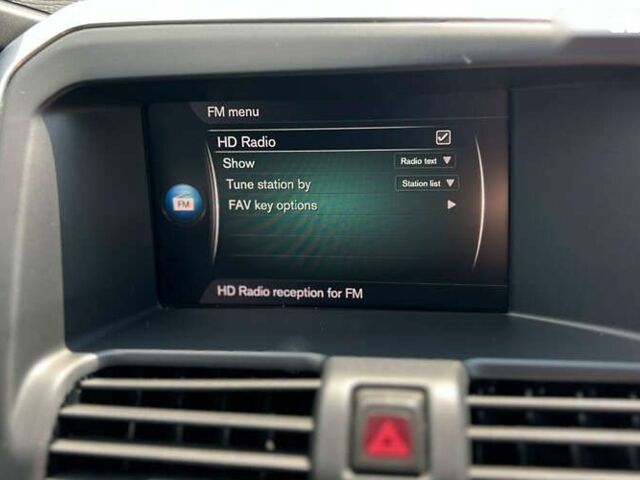 FM menu
HD Radio
Show Radio text
Tune station by Station list
FAV key options
FM
HD Radio reception for FM